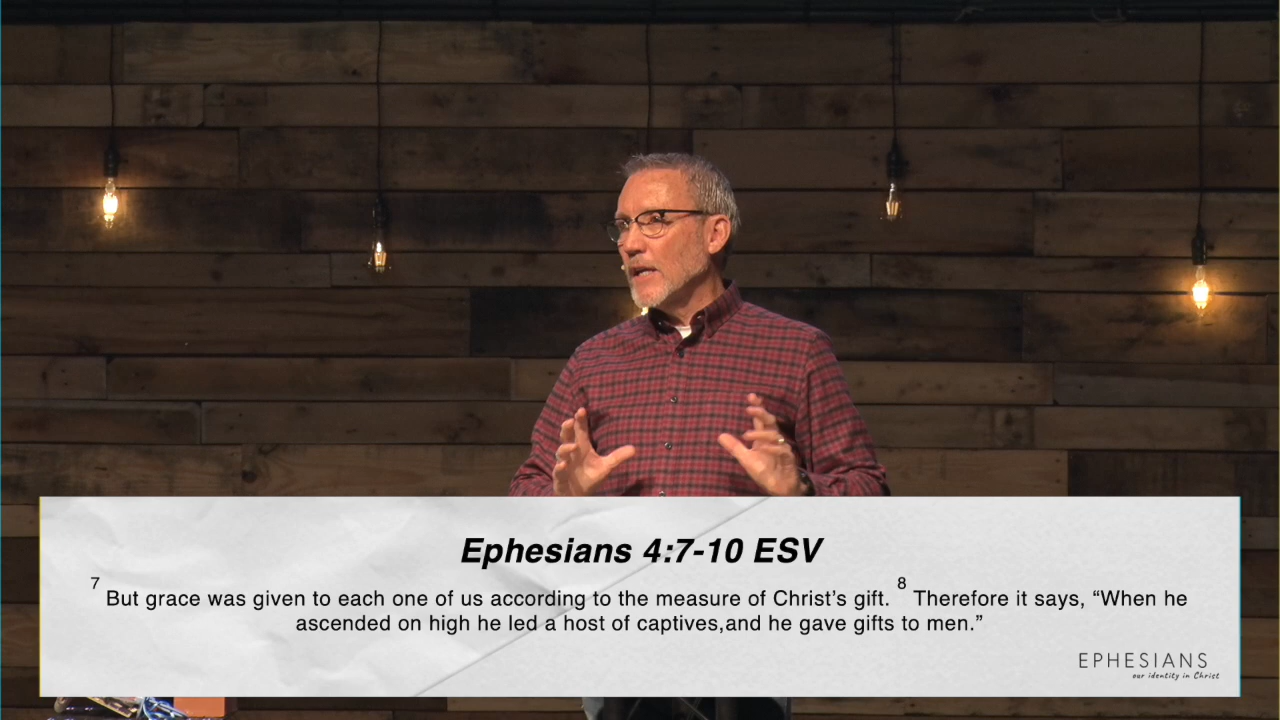 Ephesians 4:7-10 ESV
7 But grace was given to each one of us according to the measure of Christ’s gift. 8 Therefore it says, “When he
ascended on high he led a host of captives,and he gave gifts to men.”
EPHESIANS
our identity in Christ